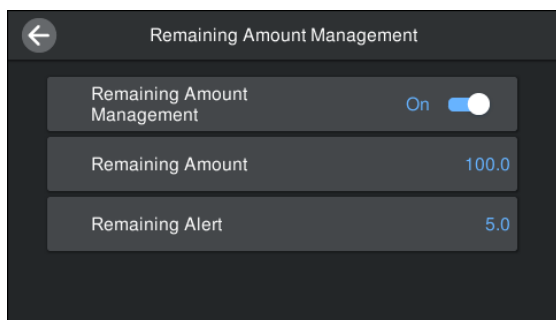 Remaining Amount Management
Remaining Amount
Management
On
Remaining Amount
100.0
Remaining Alert
5.0